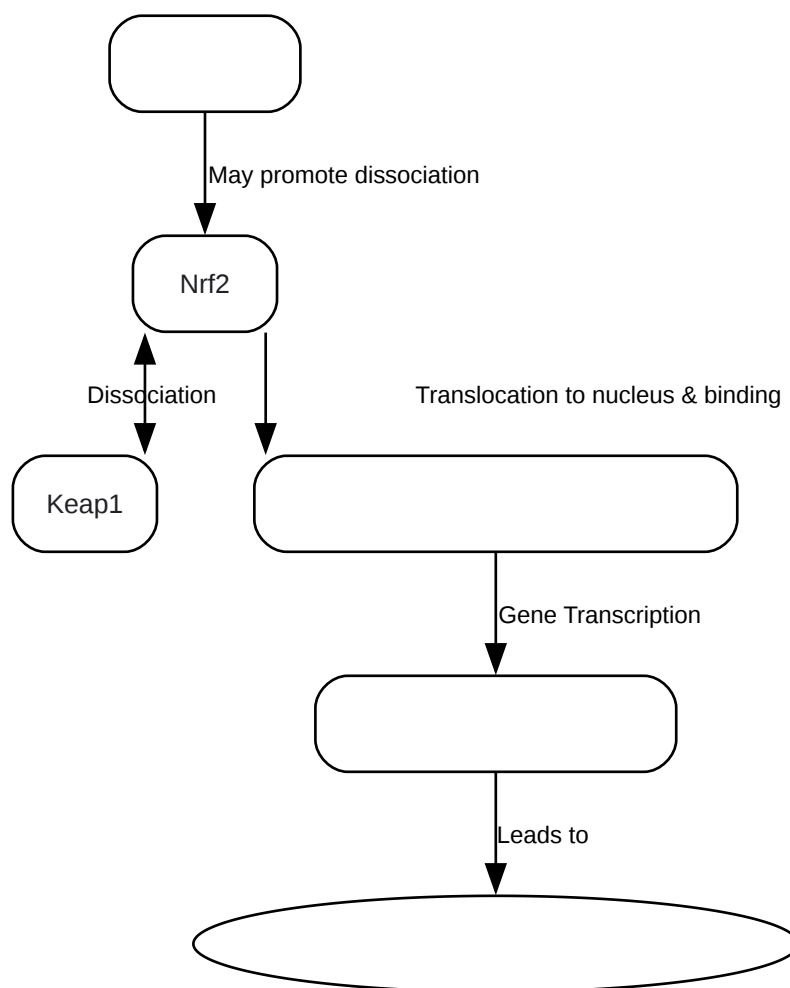 May promote dissociation
Nrf2
Dissociation
Translocation to nucleus & binding
Keap1
Gene Transcription
Leads to